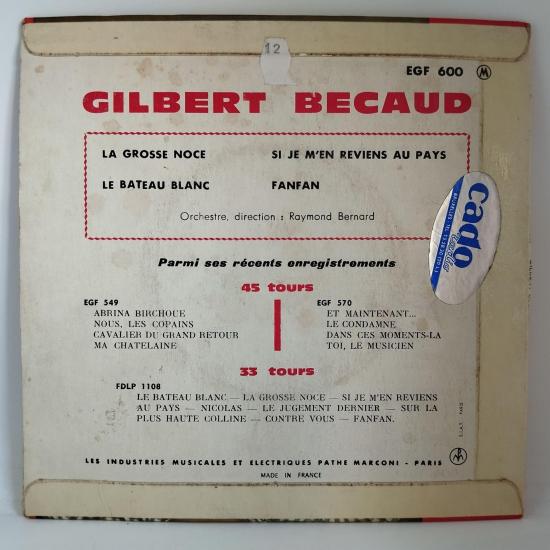 12
EGF 600 M
GILBERT BECAUD
LA GROSSE NOCE SI JE M'EN REVIENS AU PAYS
LE BATEAU BLANC FANFAN
Orchestre, direction : Raymond Bernard
cado
Parmi ses récents enregistrements
45 tours
EGF 549
ABRINA BIRCHOUE
NOUS, LES COPAINS
CAVALIER DU GRAND RETOUR
MA CHATELAINE
EGF 570
ET MAINTENANT...
LE CONDAMNE
DANS CES MOMENTS-LA
TOI, LE MUSICIEN
33 tours
FDLP 1108
LE BATEAU BLANC — LA GROSSE NOCE — SI JE M'EN REVIENS
AU PAYS — NICOLAS — LE JUGEMENT DERNIER — SUR LA
PLUS HAUTE COLLINE — CONTRE VOUS — FANFAN.
LES INDUSTRIES MUSICALES ET ELECTRIQUES PATHE MARCONI - PARIS
MADE IN FRANCE